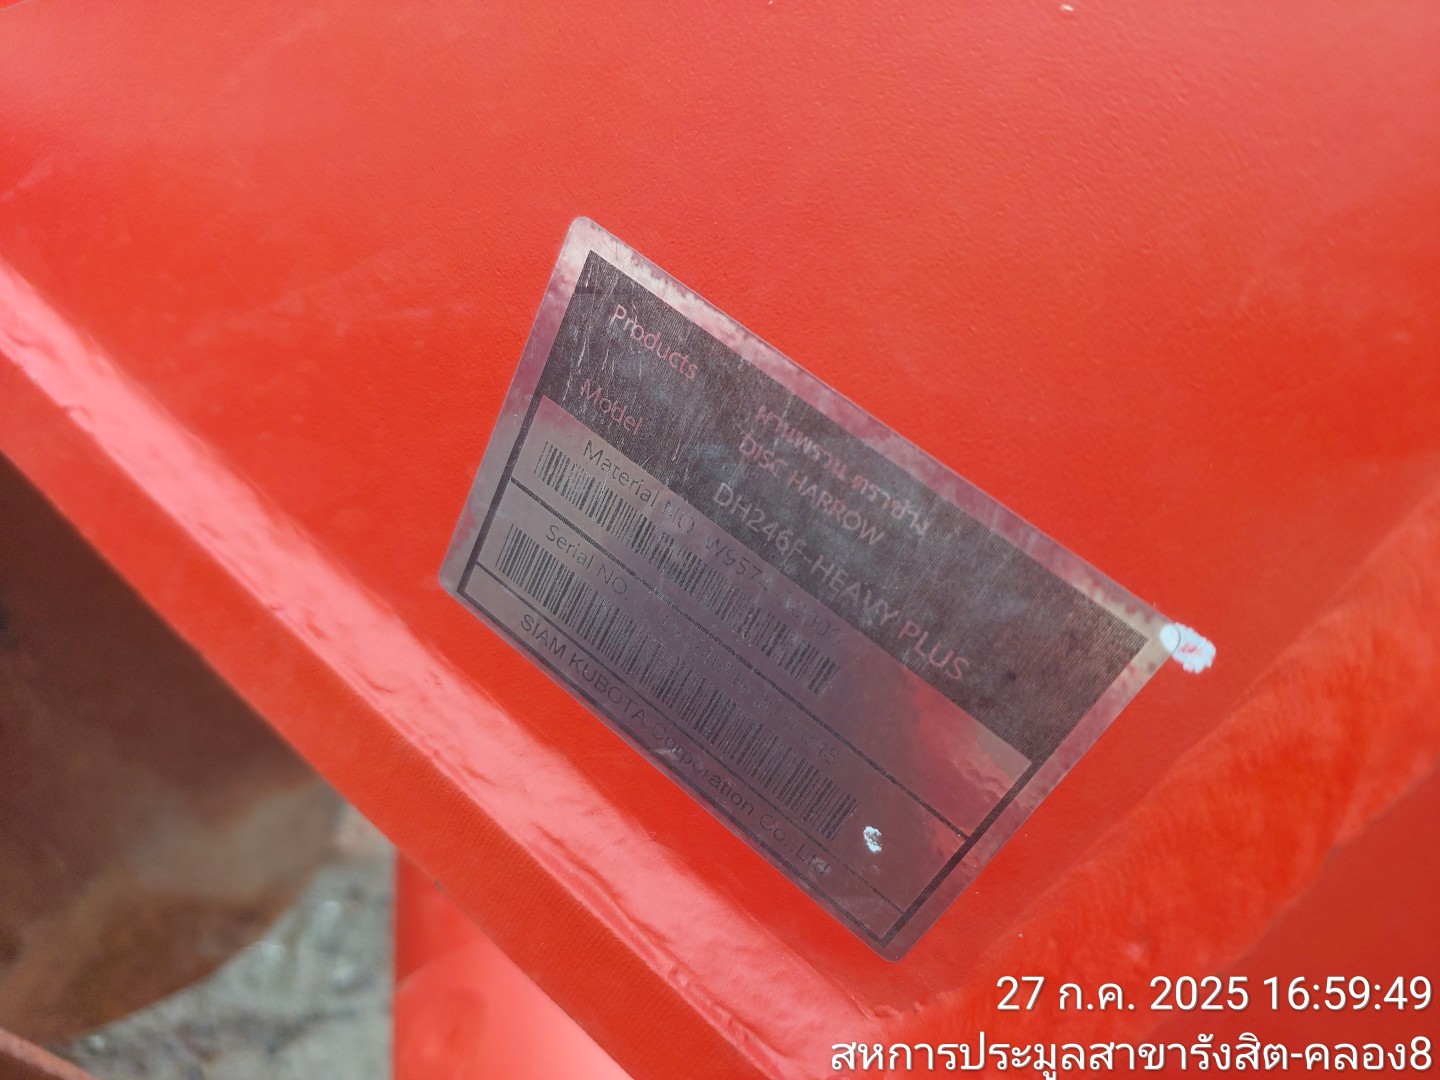 Products
ผานพรวน ตราช้าง
DISC HARROW
Model
DH246F-HEAVY PLUS
Material NO.
Serial NO.
SIAM KUBOTA Corporation Co., Ltd.
27 ก.ค. 2025 16:59:49
สหการประมูลสาขารังสิต-คลอง8